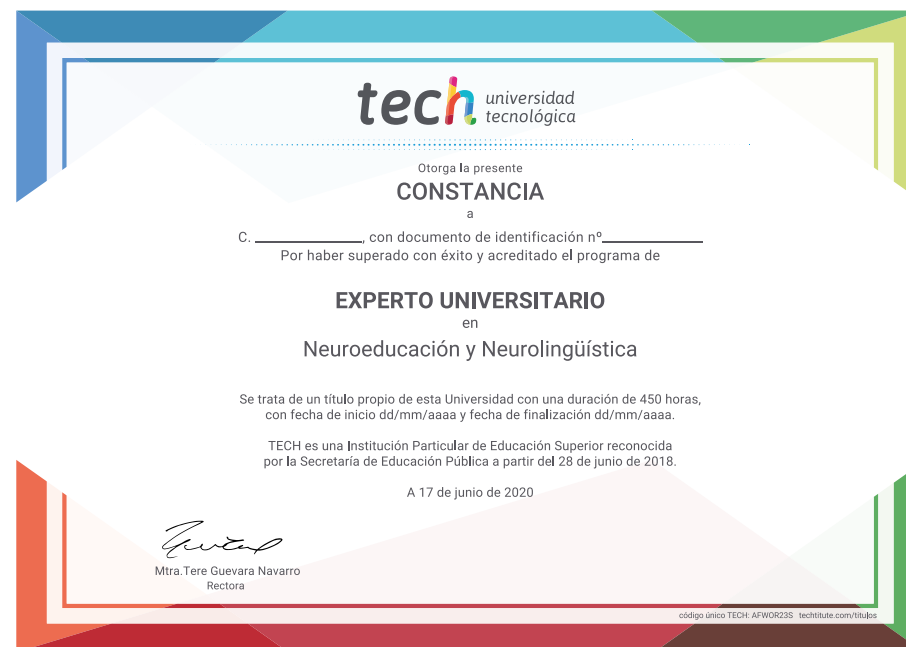 tech universidad
tecnológica
Otorga la presente
CONSTANCIA
a
C. ____________, con documento de identificación nº____________
Por haber superado con éxito y acreditado el programa de
EXPERTO UNIVERSITARIO
en
Neuroeducación y Neurolingüística
Se trata de un título propio de esta Universidad con una duración de 450 horas,
con fecha de inicio dd/mm/aaaa y fecha de finalización dd/mm/aaaa.
TECH es una Institución Particular de Educación Superior reconocida
por la Secretaría de Educación Pública a partir del 28 de junio de 2018.
A 17 de junio de 2020
Mtra.Tere Guevara Navarro
Rectora
código único TECH: AFWOR23S techtitute.com/titulos